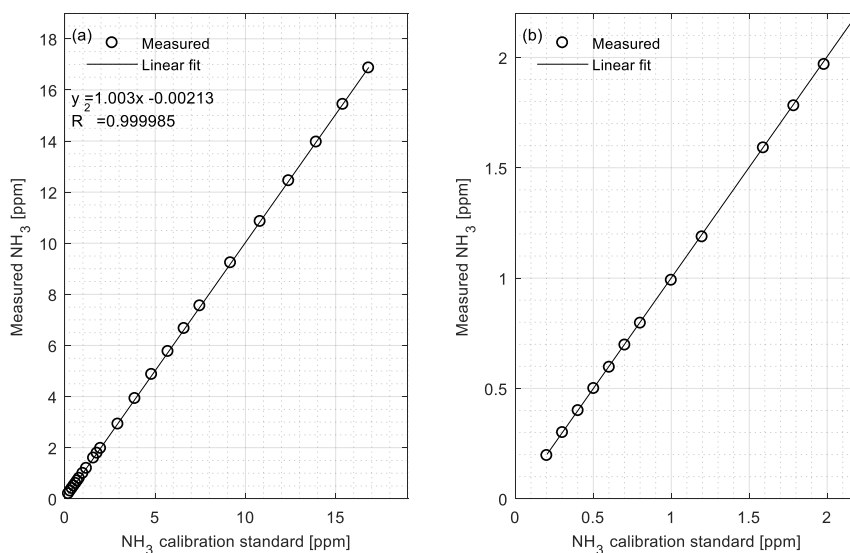 (a)
Measured
Linear fit
y =1.003x -0.00213
R² =0.999985
18
16
14
12
10
8
6
4
2
0
Measured NH₃ [ppm]
0 5 10 15
NH₃ calibration standard [ppm]
(b)
Measured
Linear fit
2
1.5
1
0.5
0
Measured NH₃ [ppm]
0 0.5 1 1.5 2
NH₃ calibration standard [ppm]